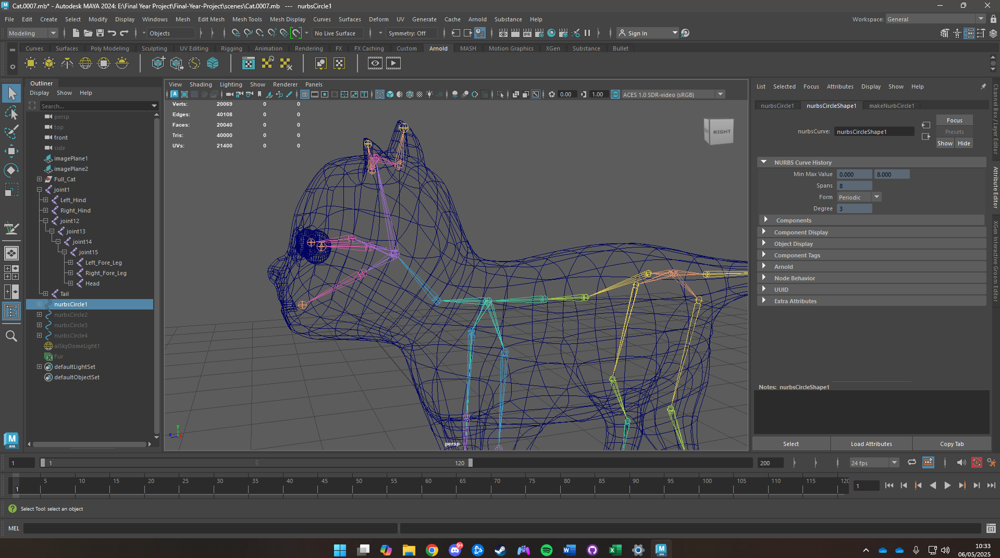 Cat.0007.mb* - Autodesk MAYA 2024: E:\Final Year Project\Final-Year-Project\scenes\Cat.0007.mb --- nurbsCircle1
File Edit Create Select Modify Display Windows Mesh Edit Mesh Mesh Tools Mesh Display Curves Surfaces Deform UV Generate Cache Arnold Substance Help
Workspace: General
Modeling Objects No Live Surface Symmetry: Off Sign In
Curves Surfaces Poly Modeling Sculpting UV Editing Rigging Animation Rendering FX FX Caching Custom Arnold MASH Motion Graphics XGen Substance Bullet
Outliner
Display Show Help
Search...
persp
top
front
side
imagePlane1
imagePlane2
Full_Cat
joint1
Left_Hind
Right_Hind
joint12
joint13
joint14
joint15
Left_Fore_Leg
Right_Fore_Leg
Head
Tail
nurbsCircle1
nurbsCircle2
nurbsCircle3
nurbsCircle4
aiSkyDomeLight1
Fur
defaultLightSet
defaultObjectSet
View Shading Lighting Show Renderer Panels
0.00 1.00 ACES 1.0 SDR-video (sRGB)
Verts: 20069 0 0
Edges: 40108 0 0
Faces: 20040 0 0
Tris: 40000 0 0
UVs: 21400 0 0
RIGHT
y
z
x
persp
List Selected Focus Attributes Display Show Help
nurbsCircle1 nurbsCircleShape1 makeNurbCircle1
nurbsCurve: nurbsCircleShape1
Focus
Presets
Show Hide
NURBS Curve History
Min Max Value 0.000 8.000
Spans 8
Form Periodic
Degree 3
Components
Component Display
Object Display
Component Tags
Arnold
Node Behavior
UUID
Extra Attributes
Notes: nurbsCircleShape1
Select Load Attributes Copy Tab
Channel Box / Layer Editor
Attribute Editor
XGen Interactive Groom Editor
1 1 120 200 24 fps
5 10 15 20 25 30 35 40 45 50 55 60 65 70 75 80 85 90 95 100 105 110 115 120
1 1
Select Tool: select an object
MEL
9+
10:33
06/05/2025